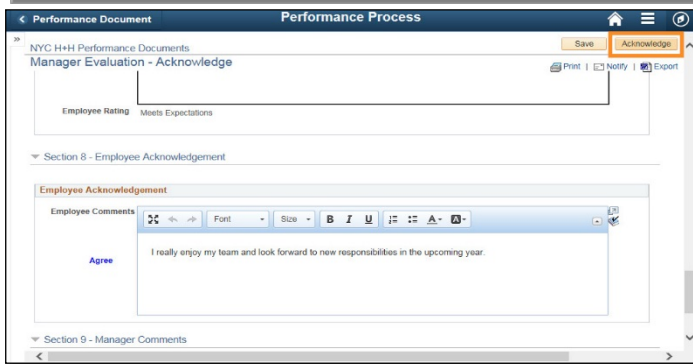 Performance Document
Performance Process
NYC H+H Performance Documents
Save
Acknowledge
Manager Evaluation - Acknowledge
Print | Notify | Export
Employee Rating Meets Expectations
Section 8 - Employee Acknowledgement
Employee Acknowledgement
Employee Comments
Font Size B I U A A
Agree
I really enjoy my team and look forward to new responsibilities in the upcoming year.
Section 9 - Manager Comments